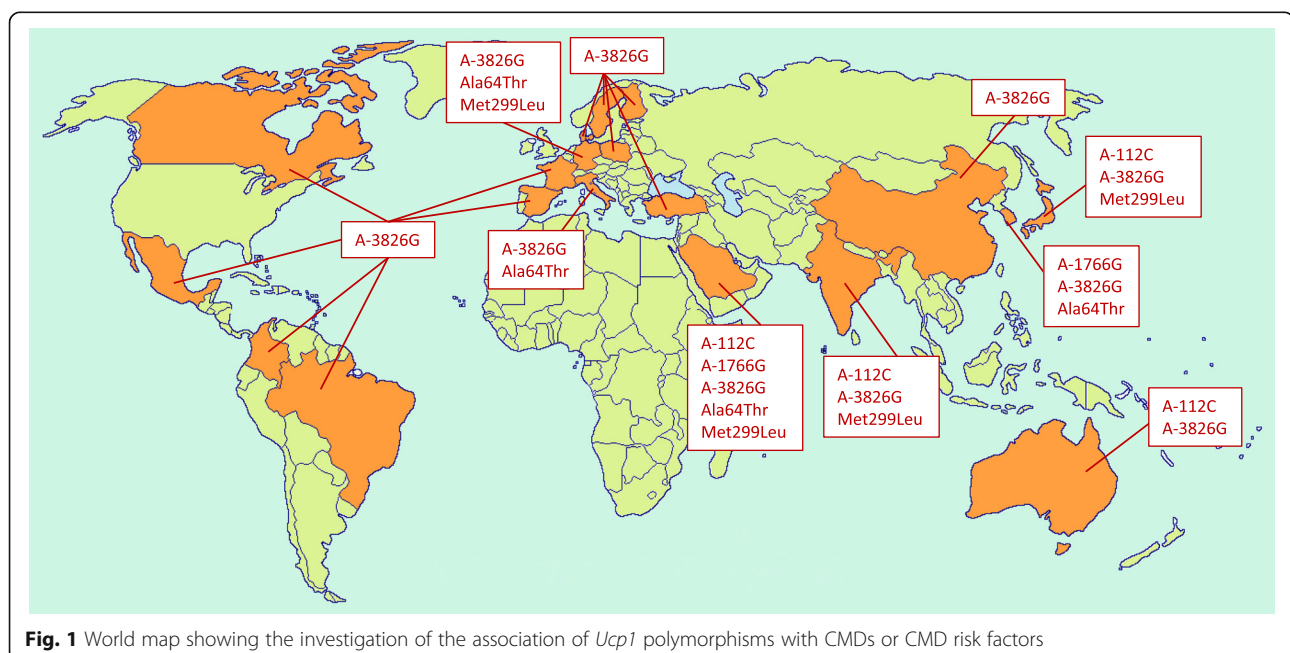 A-3826G
Ala64Thr
Met299Leu
A-3826G
A-3826G
A-112C
A-3826G
Met299Leu
A-3826G
A-3826G
Ala64Thr
A-1766G
A-3826G
Ala64Thr
A-112C
A-1766G
A-3826G
Ala64Thr
Met299Leu
A-112C
A-3826G
Met299Leu
A-112C
A-3826G
Fig. 1 World map showing the investigation of the association of Ucp1 polymorphisms with CMDs or CMD risk factors